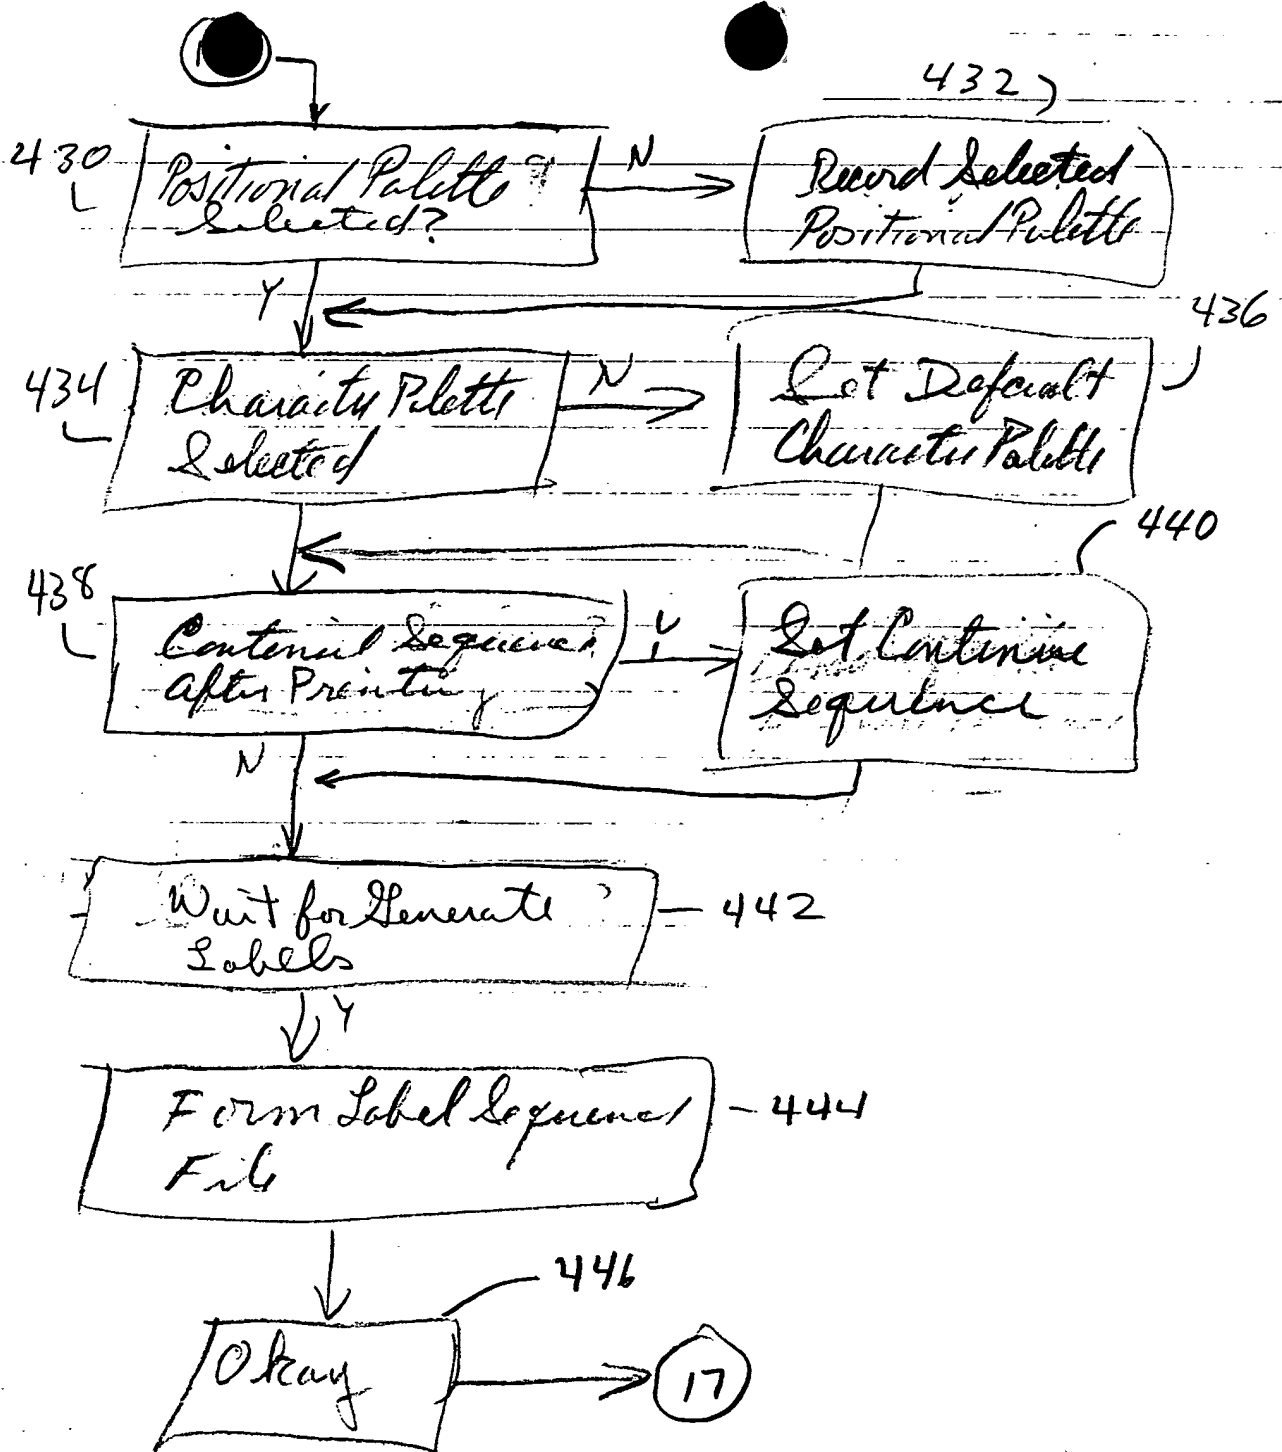 432
430
Positional Palette ?
Selected?
N
Record Selected
Positional Palette
Y
436
434
Character Palette
Selected
N
Set Default
Character Palette
440
438
Continue Sequence
After Printing
Set Continue
Sequence
N
Wait for Generate ?
Labels
442
Y
Form Label Sequence
File
444
446
Okay
17